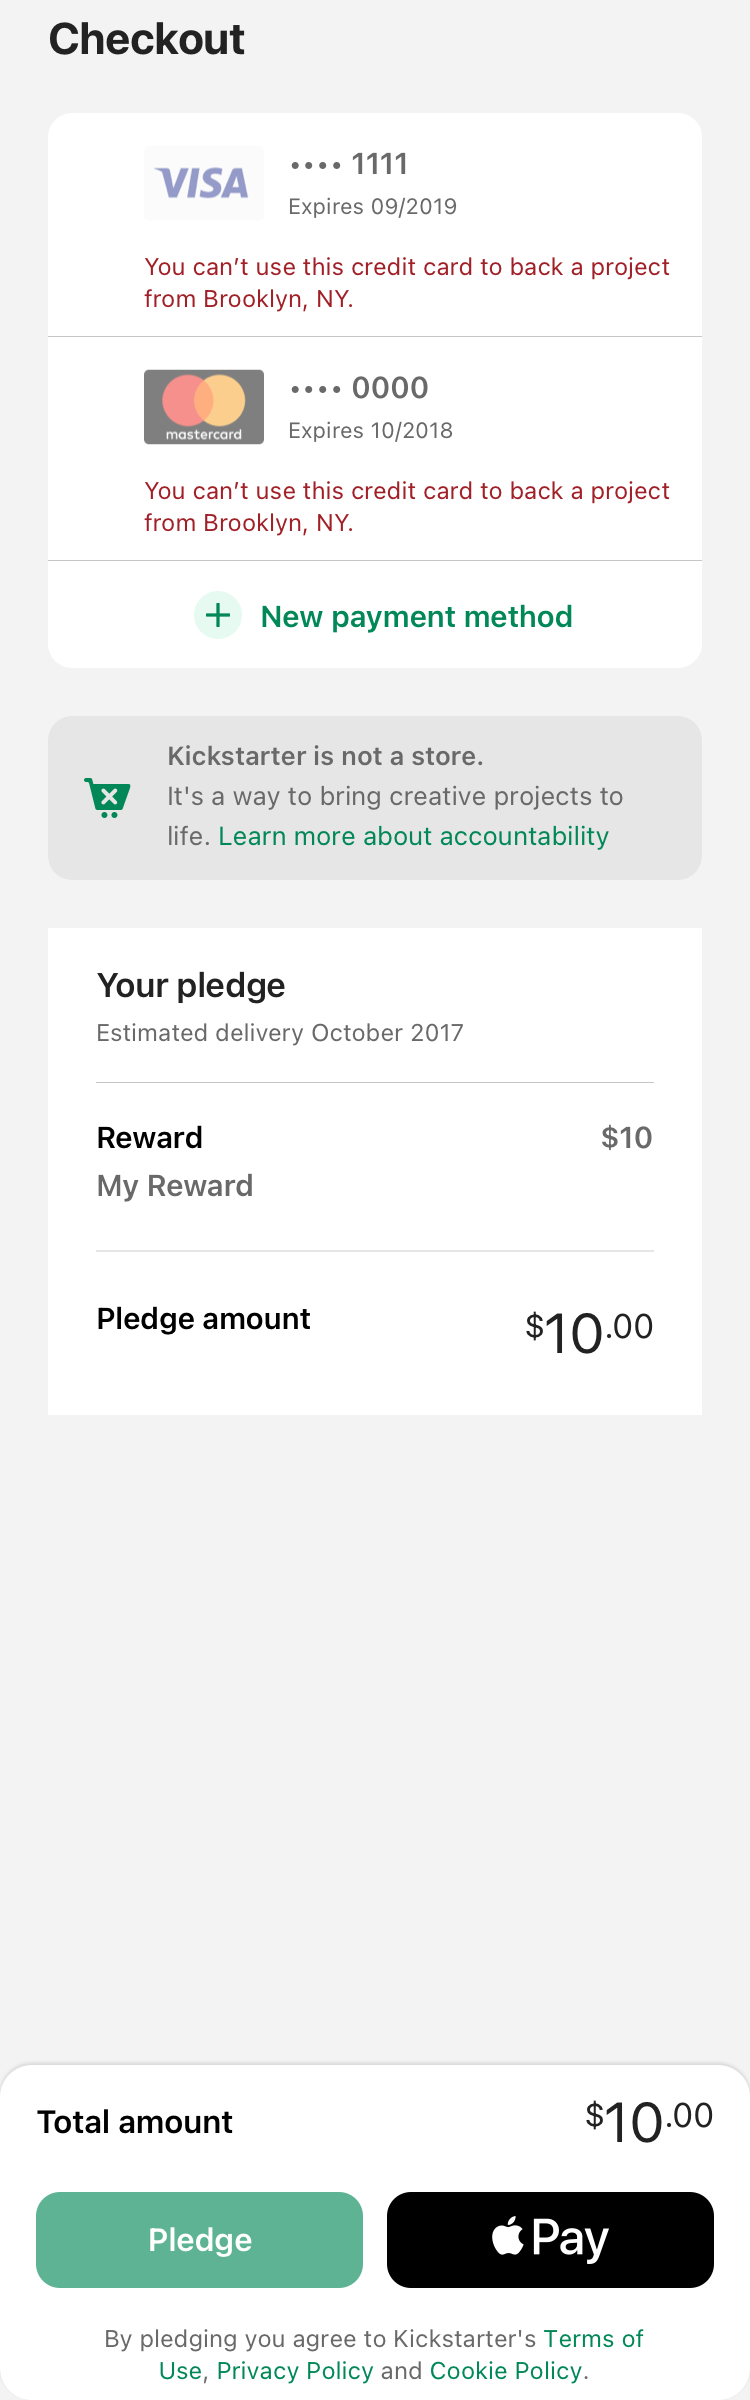 Checkout
VISA
•••• 1111
Expires 09/2019
You can’t use this credit card to back a project
from Brooklyn, NY.
mastercard
•••• 0000
Expires 10/2018
You can’t use this credit card to back a project
from Brooklyn, NY.
+ New payment method
Kickstarter is not a store.
It's a way to bring creative projects to
life. Learn more about accountability
Your pledge
Estimated delivery October 2017
Reward $10
My Reward
Pledge amount $10.00
Total amount $10.00
Pledge
Pay
By pledging you agree to Kickstarter's Terms of
Use, Privacy Policy and Cookie Policy.